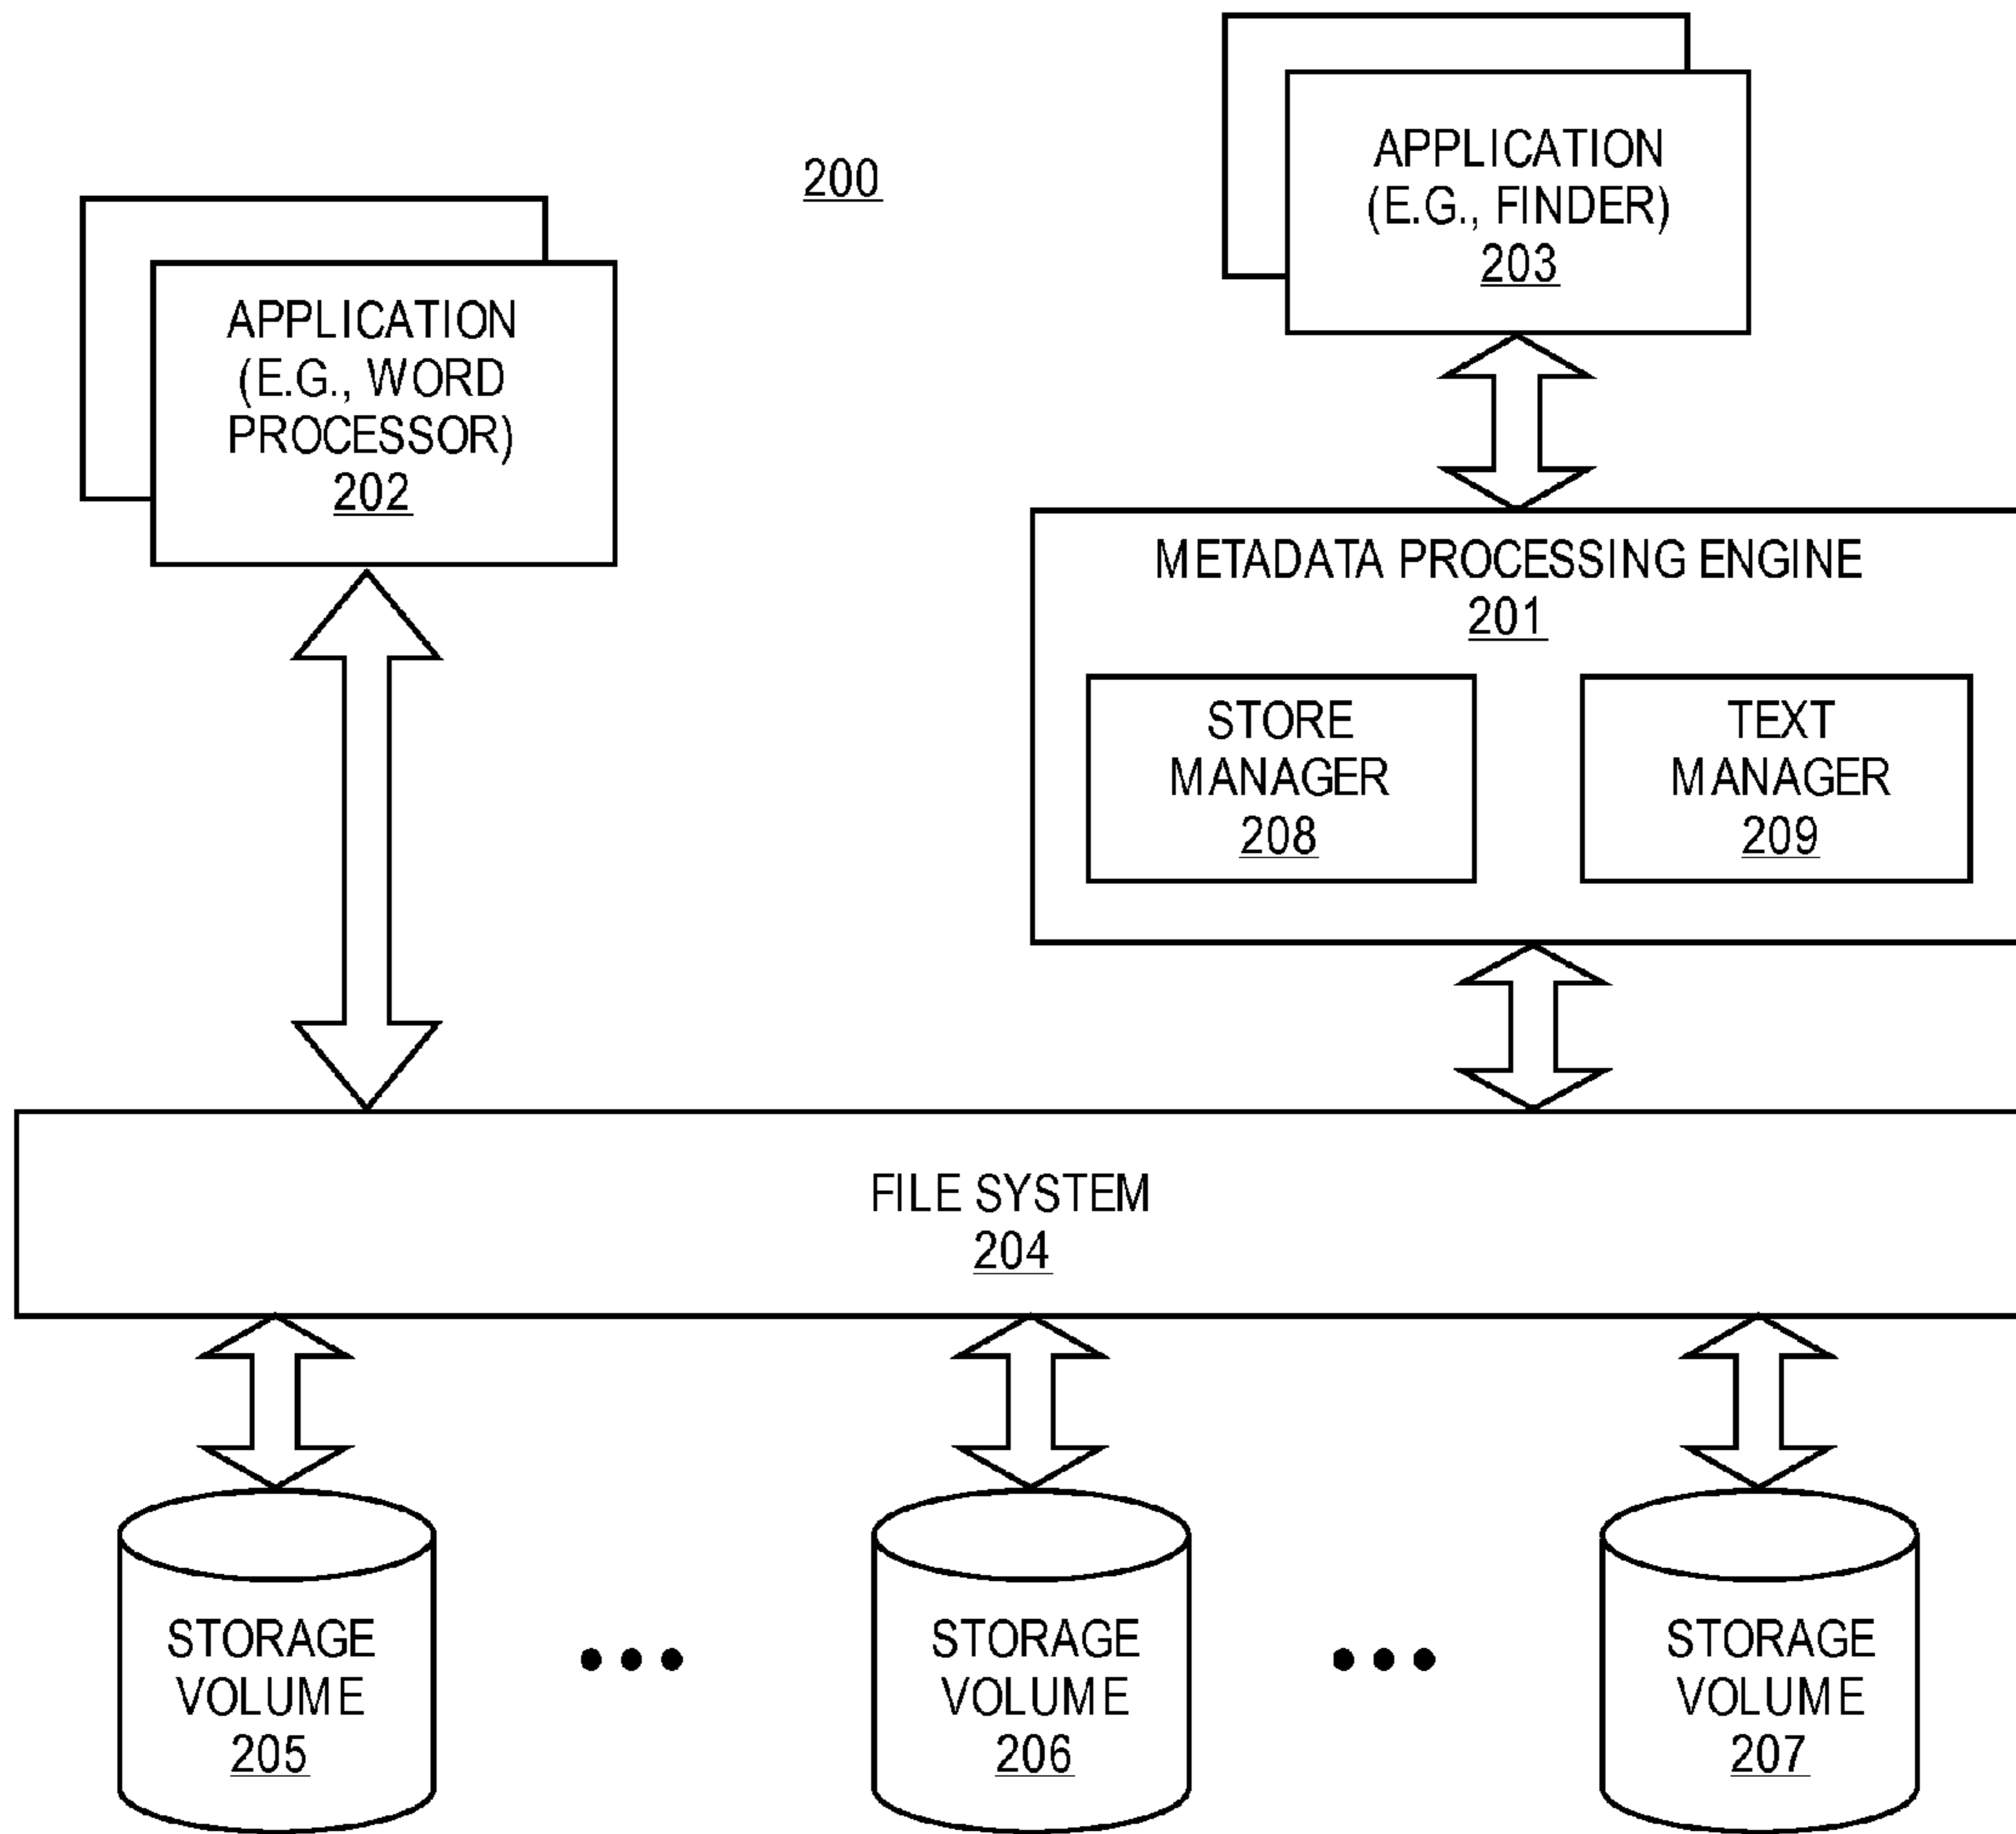 200
APPLICATION
(E.G., FINDER)
203
APPLICATION
(E.G., WORD
PROCESSOR)
202
METADATA PROCESSING ENGINE
201
STORE
MANAGER
208
TEXT
MANAGER
209
FILE SYSTEM
204
STORAGE
VOLUME
205
STORAGE
VOLUME
206
STORAGE
VOLUME
207